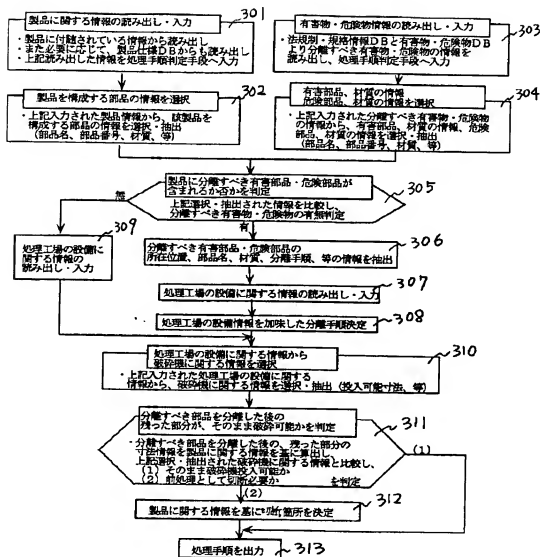 製品に関する情報の読み出し・入力
301
・製品に付随されている情報から読み出し
・また必要に応じて、製品仕様DBからも読み出し
・上記読み出した情報を処理手順判定手段へ入力
有害物・危険物情報の読み出し・入力
303
・法規制・規格情報DBと有害物・危険物DB
より分離すべき有害物・危険物の情報を
読み出し、処理手順判定手段へ入力
製品を構成する部品の情報を選択
302
・上記入力された製品情報から、該製品を
構成する部品の情報を選択・抽出
(部品名、部品番号、材質、等)
有害部品、材質の情報
危険部品、材質の情報を選択
304
・上記入力された分離すべき有害物・危険物
の情報から、有害部品、材質の情報、危険
部品、材質の情報を選択・抽出
(部品名、部品番号、材質、等)
製品に分離すべき有害部品・危険部品が
含まれるか否かを判定
305
上記選択・抽出された情報を比較し、
分離すべき有害物・危険物の有無判定
無
有
309
処理工場の設備に
関する情報の
読み出し・入力
306
分離すべき有害部品・危険部品の
所在位置、部品名、材質、分離手順、等の情報を抽出
307
処理工場の設備に関する情報の読み出し・入力
処理工場の設備情報を加味した分離手順決定
308
処理工場の設備に関する情報から
破砕機に関する情報を選択
310
・上記入力された処理工場の設備に関する
情報から、破砕機に関する情報を選択・抽出(投入可能寸法、等)
分離すべき部品を分離した後の
残った部分が、そのまま破砕可能かを判定
311
・分離すべき部品を分離した後の、残った部分の
寸法情報を製品に関する情報を基に算出し、
上記選択・抽出された破砕機に関する情報と比較し、
(1)そのまま破砕機投入可能か
(2)前処理として切断必要か を判定
(1)
(2)
312
製品に関する情報を基に切断箇所を決定
処理手順を出力
313